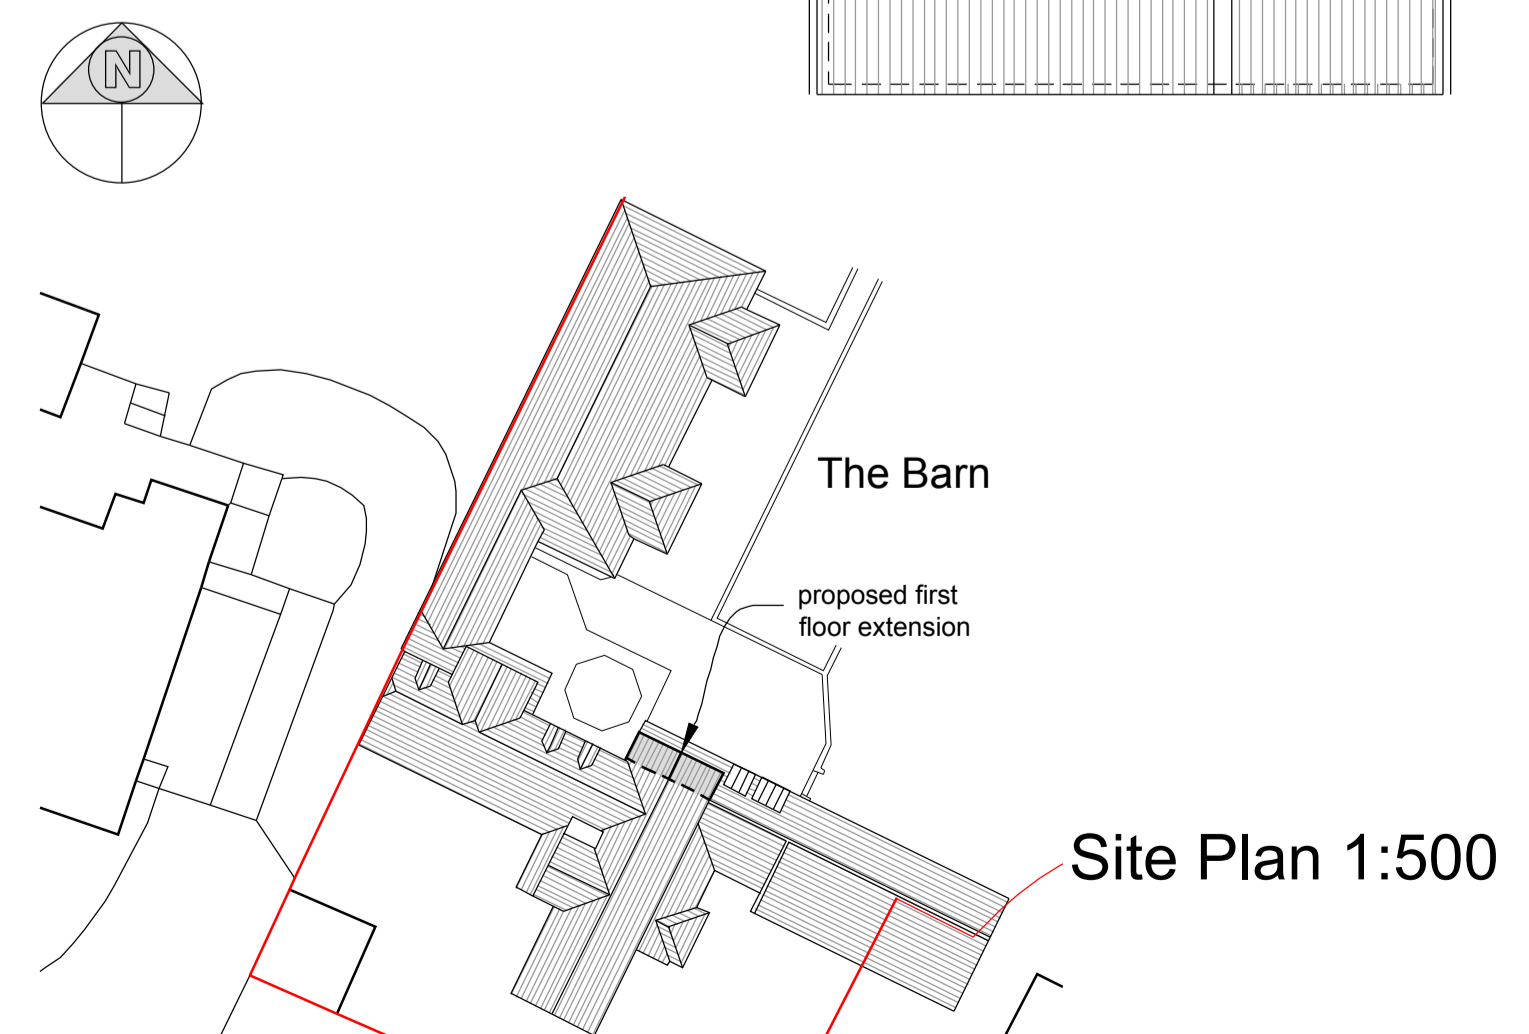 N
The Barn
proposed first
floor extension
Site Plan 1:500